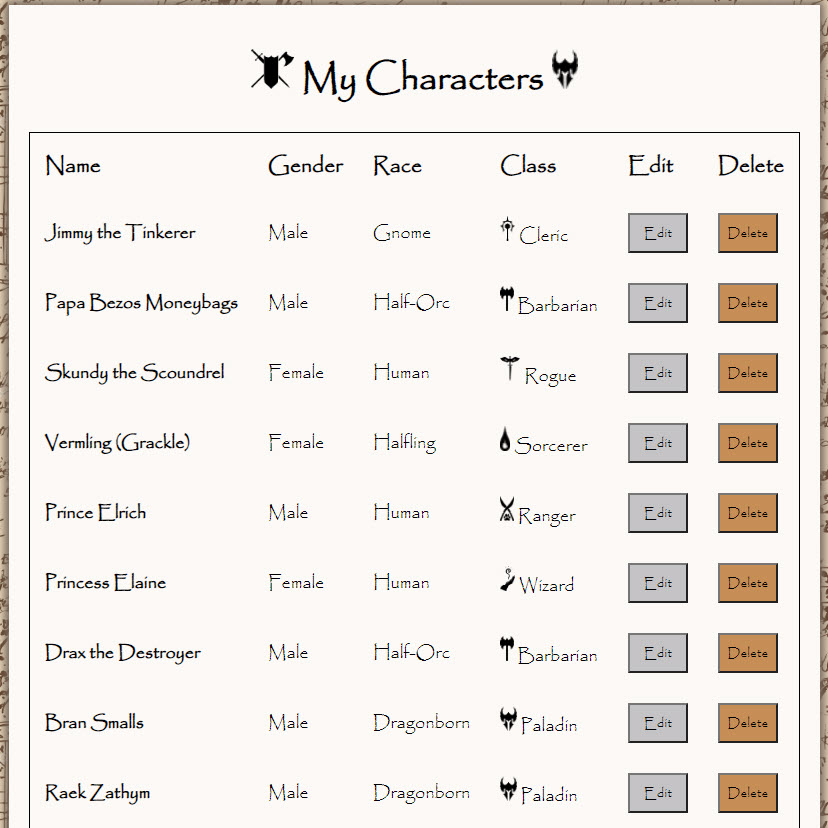 My Characters
Name Gender Race Class Edit Delete
Jimmy the Tinkerer Male Gnome Cleric Edit Delete
Papa Bezos Moneybags Male Half-Orc Barbarian Edit Delete
Skundy the Scoundrel Female Human Rogue Edit Delete
Vermling (Grackle) Female Halfling Sorcerer Edit Delete
Prince Elrich Male Human Ranger Edit Delete
Princess Elaine Female Human Wizard Edit Delete
Drax the Destroyer Male Half-Orc Barbarian Edit Delete
Bran Smalls Male Dragonborn Paladin Edit Delete
Raek Zathym Male Dragonborn Paladin Edit Delete